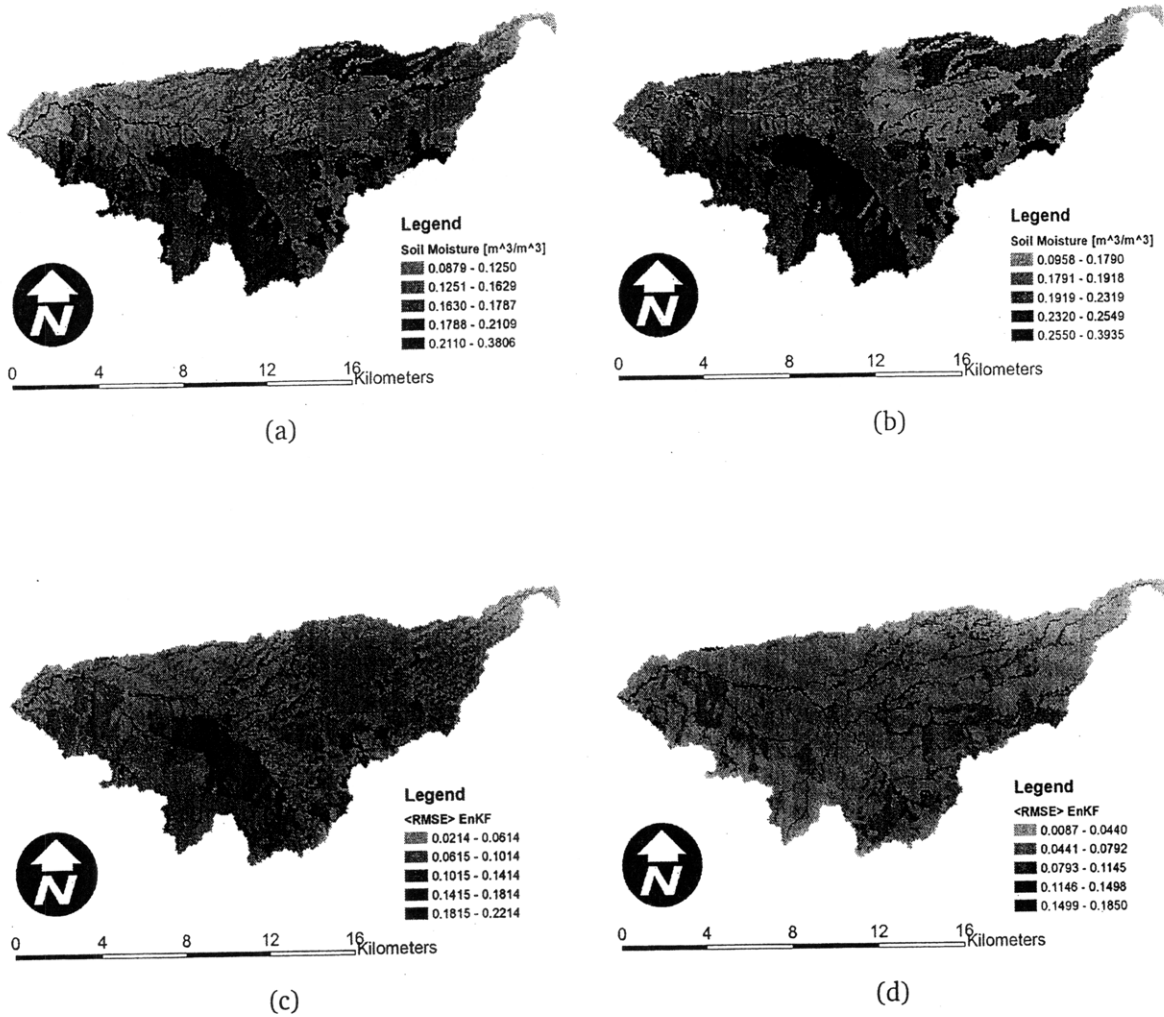 Legend
Soil Moisture [m^3/m^3]
0.0879 - 0.1250
0.1251 - 0.1629
0.1630 - 0.1787
0.1788 - 0.2109
0.2110 - 0.3806
N
0 4 8 12 16 Kilometers
(a)
Legend
Soil Moisture [m^3/m^3]
0.0958 - 0.1790
0.1791 - 0.1918
0.1919 - 0.2319
0.2320 - 0.2549
0.2550 - 0.3935
N
0 4 8 12 16 Kilometers
(b)
Legend
<RMSE> EnKF
0.0214 - 0.0614
0.0615 - 0.1014
0.1015 - 0.1414
0.1415 - 0.1814
0.1815 - 0.2214
N
0 4 8 12 16 Kilometers
(c)
Legend
<RMSE> EnKF
0.0087 - 0.0440
0.0441 - 0.0792
0.0793 - 0.1145
0.1146 - 0.1498
0.1499 - 0.1850
N
0 4 8 12 16 Kilometers
(d)